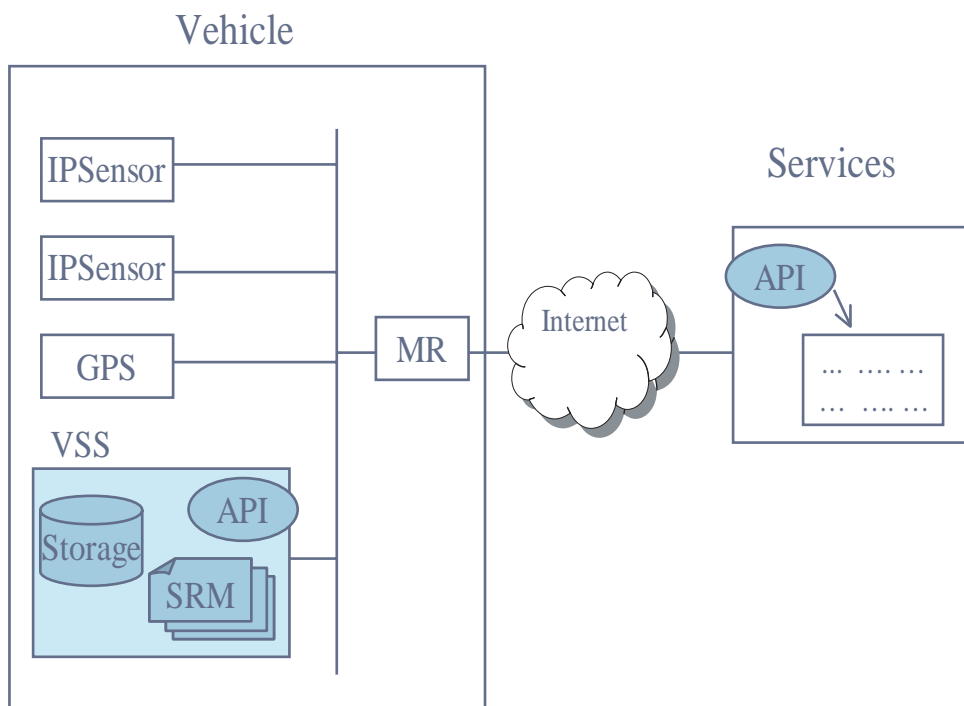 Vehicle
IPSensor
IPSensor
GPS
VSS
Storage
API
SRM
MR
Internet
Services
API
... .... ...
... .... ...